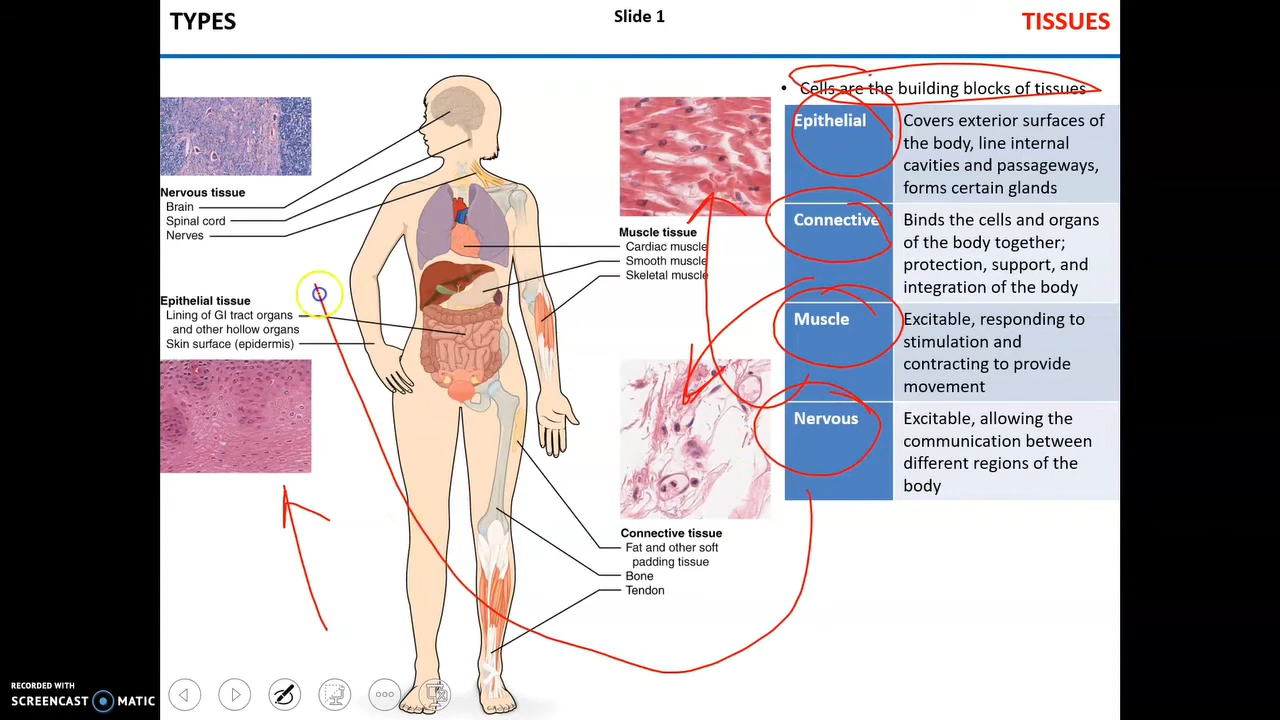 TYPES
Slide 1
TISSUES
• Cells are the building blocks of tissues
Nervous tissue
Brain
Spinal cord
Nerves
Epithelial tissue
Lining of GI tract organs
and other hollow organs
Skin surface (epidermis)
Muscle tissue
Cardiac muscle
Smooth muscle
Skeletal muscle
Connective tissue
Fat and other soft
padding tissue
Bone
Tendon
Epithelial
Covers exterior surfaces of
the body, line internal
cavities and passageways,
forms certain glands
Connective
Binds the cells and organs
of the body together;
protection, support, and
integration of the body
Muscle
Excitable, responding to
stimulation and
contracting to provide
movement
Nervous
Excitable, allowing the
communication between
different regions of the
body
RECORDED WITH
SCREENCAST MATIC